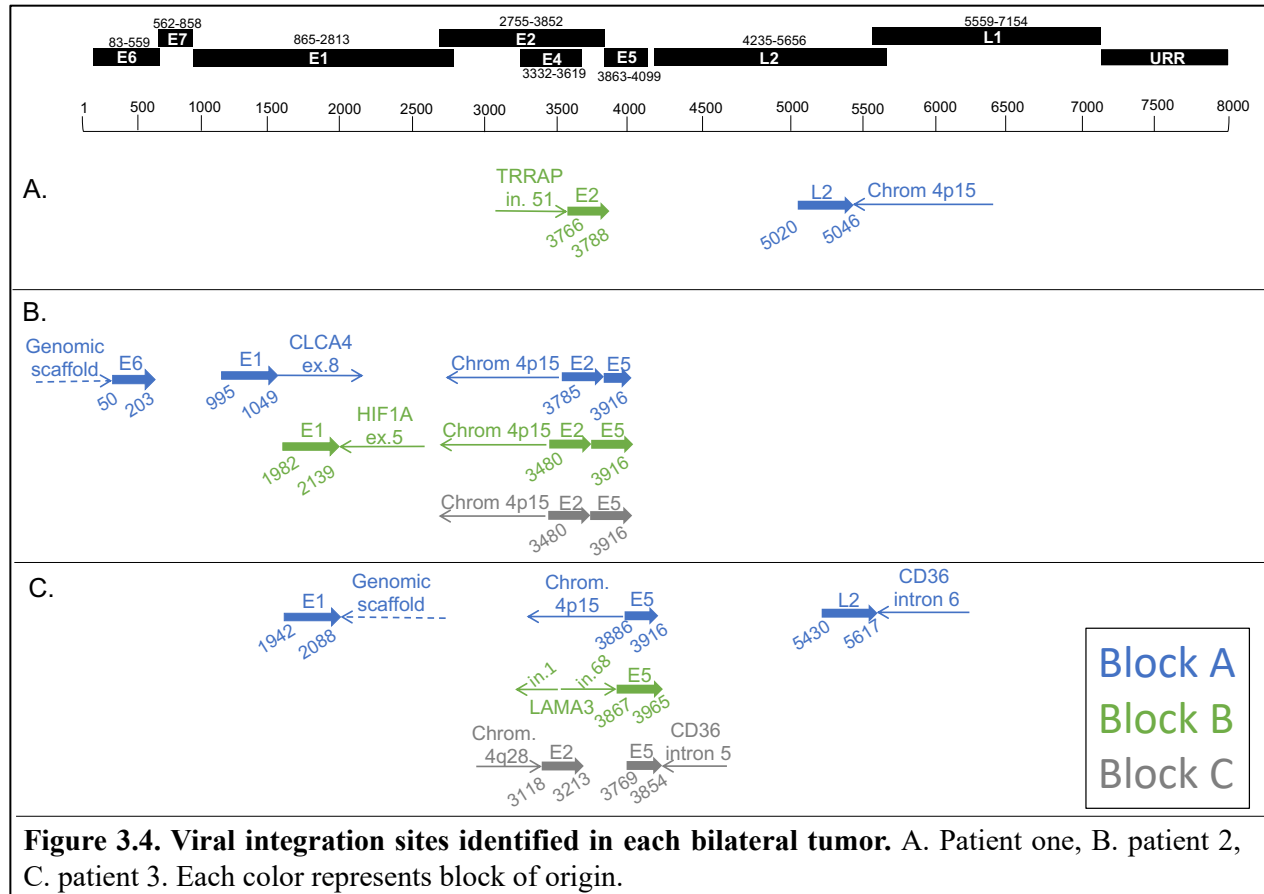 562-858
2755-3852
5559-7154
83-559
E7
865-2813
E2
4235-5656
L1
E6
E1
E4
E5
L2
URR
3332-3619
3863-4099
1
500
1000
1500
2000
2500
3000
3500
4000
4500
5000
5500
6000
6500
7000
7500
8000
A.
TRRAP
in. 51
E2
3766
3788
L2
Chrom 4p15
5020
5046
B.
Genomic
scaffold
E6
50
203
E1
CLCA4
ex.8
995
1049
Chrom 4p15
E2
E5
3785
3916
E1
HIF1A
ex.5
1982
2139
Chrom 4p15
E2
E5
3480
3916
Chrom 4p15
E2
E5
3480
3916
C.
E1
Genomic
scaffold
1942
2088
Chrom.
4p15
E5
3886
3916
L2
CD36
intron 6
5430
5617
in.1
in.68
LAMA3
E5
3867
3965
Chrom.
4q28
E2
3118
3213
E5
CD36
intron 5
3769
3854
Block A
Block B
Block C
Figure 3.4. Viral integration sites identified in each bilateral tumor. A. Patient one, B. patient 2,
C. patient 3. Each color represents block of origin.